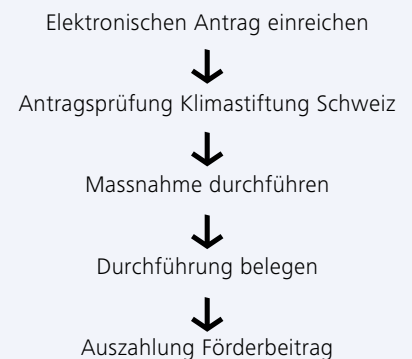 Elektronischen Antrag einreichen
Antragsprüfung Klimastiftung Schweiz
Massnahme durchführen
Durchführung belegen
Auszahlung Förderbeitrag